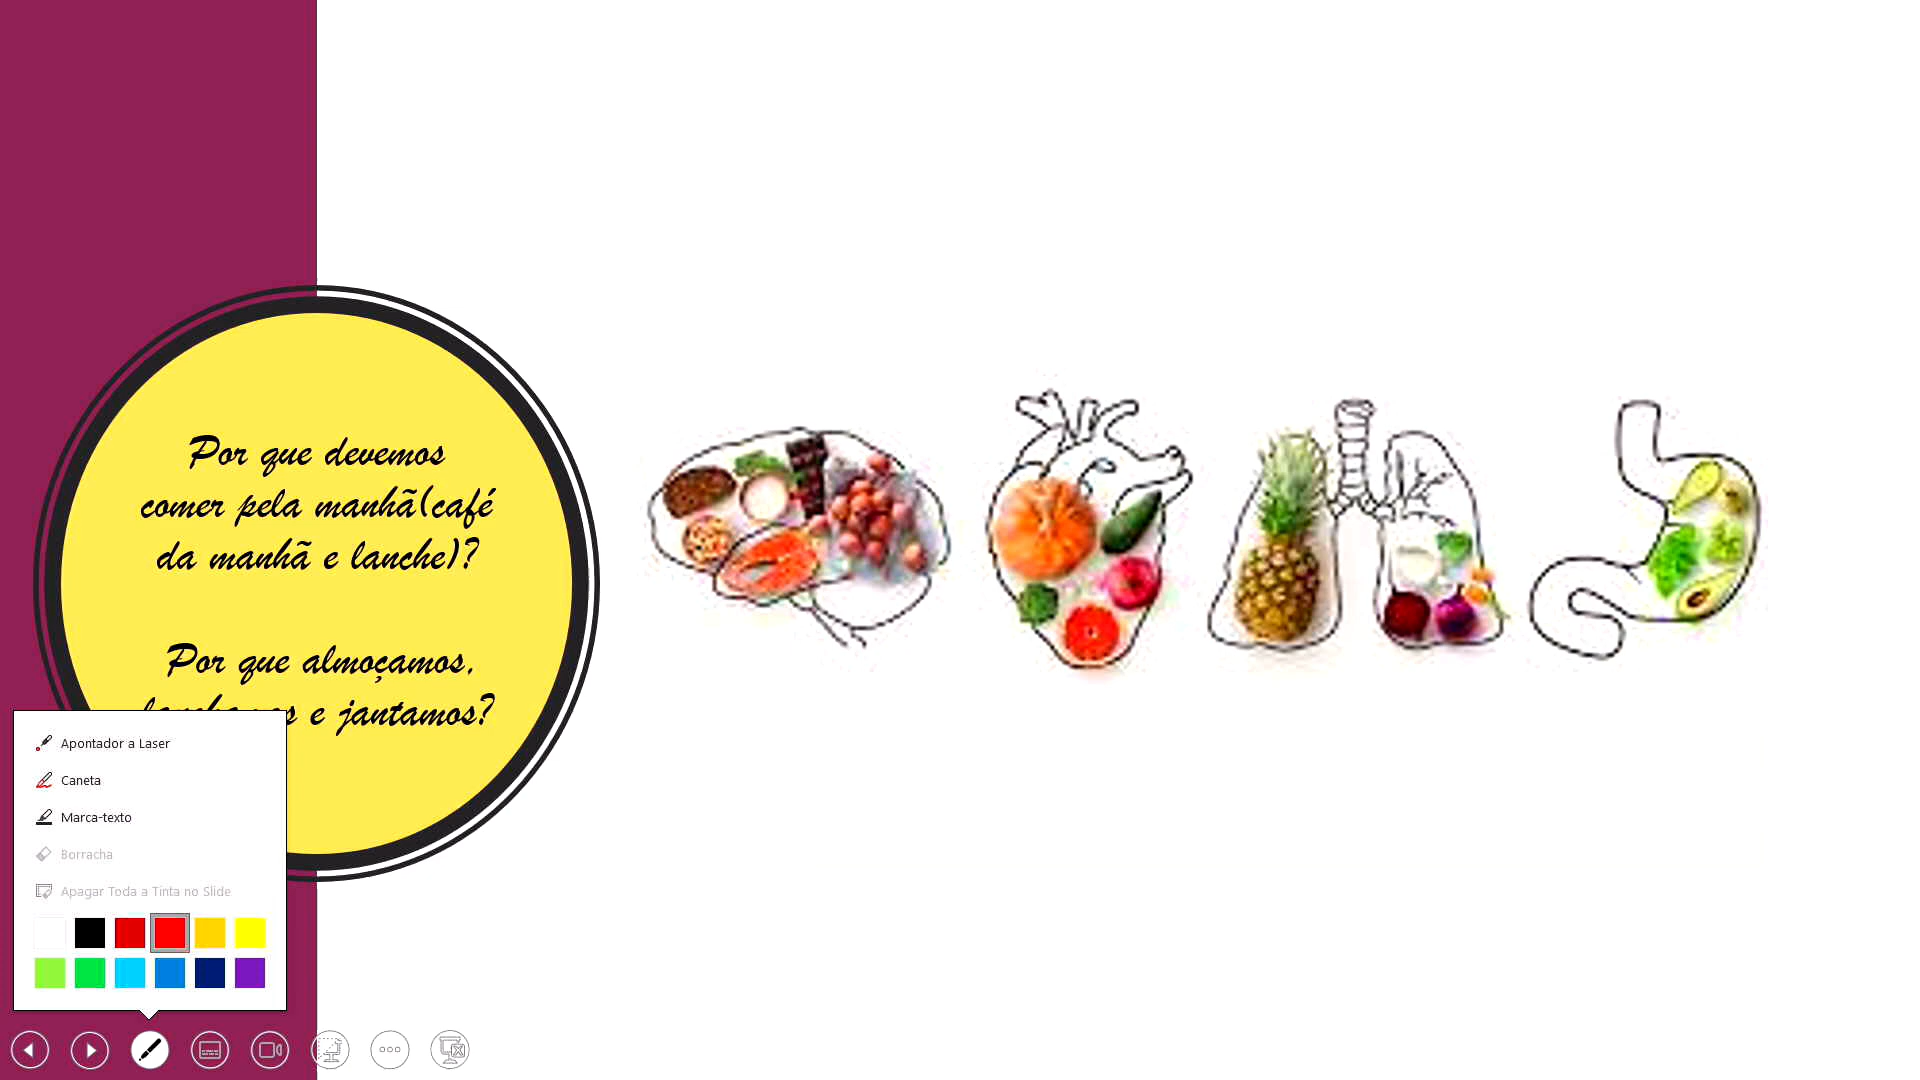 Por que devemos
comer pela manhã(café
da manhã e lanche)?
Por que almoçamos,
e jantamos?
Apontador a Laser
Caneta
Marca-texto
Borracha
Apagar Toda a Tinta no Slide